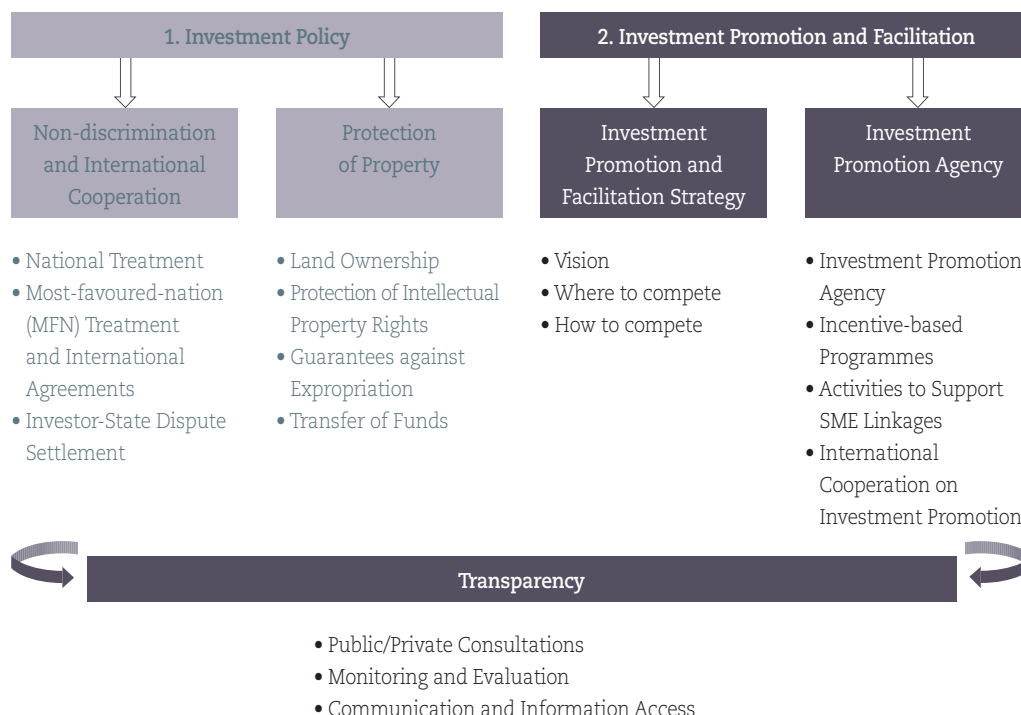 1. Investment Policy
2. Investment Promotion and Facilitation
Non-discrimination
and International
Cooperation
Protection
of Property
Investment
Promotion and
Facilitation Strategy
Investment
Promotion Agency
• National Treatment
• Most-favoured-nation
(MFN) Treatment
and International
Agreements
• Investor-State Dispute
Settlement
• Land Ownership
• Protection of Intellectual
Property Rights
• Guarantees against
Expropriation
• Transfer of Funds
• Vision
• Where to compete
• How to compete
• Investment Promotion
Agency
• Incentive-based
Programmes
• Activities to Support
SME Linkages
• International
Cooperation on
Investment Promotion
Transparency
• Public/Private Consultations
• Monitoring and Evaluation
• Communication and Information Access